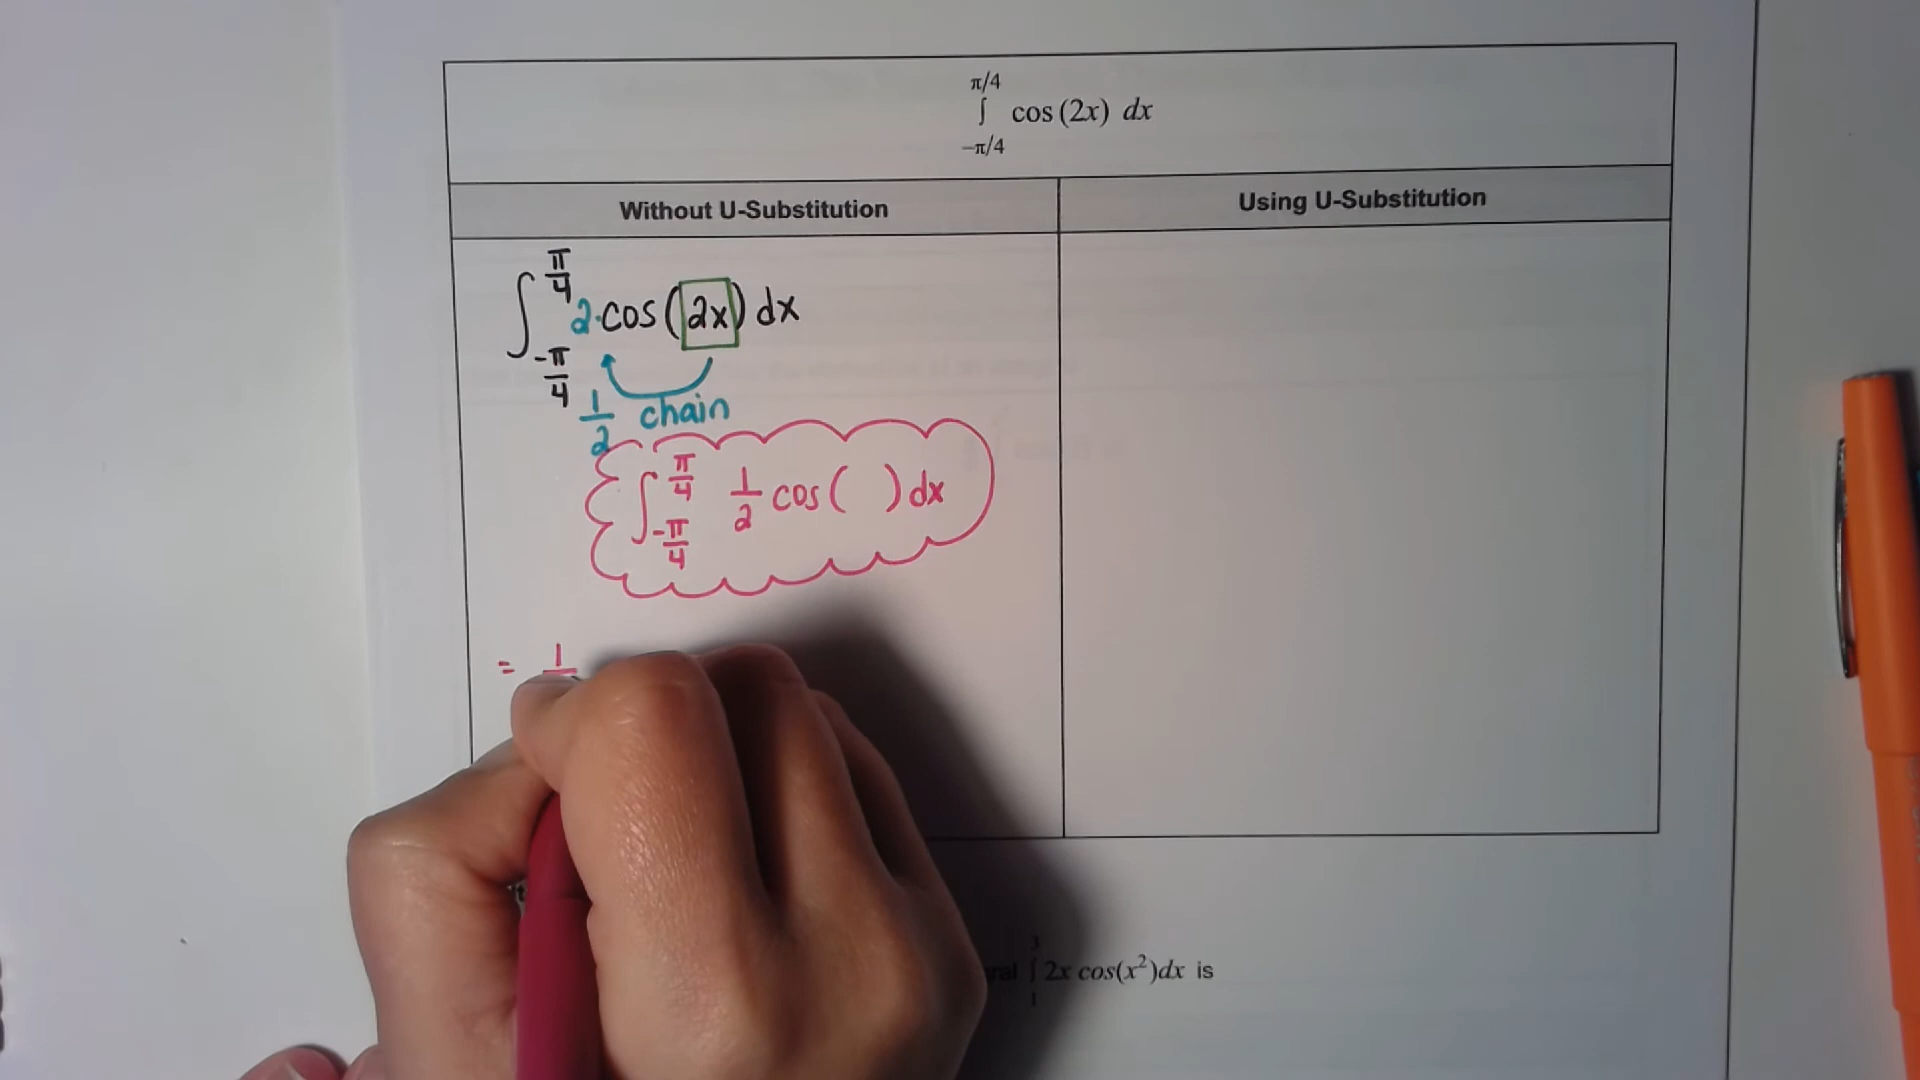 π/4
∫ cos (2x) dx
−π/4
Without U-Substitution
Using U-Substitution
∫ π/4 -π/4 2·cos(2x) dx
1/2 chain
∫ π/4 -π/4 1/2 cos( ) dx
= 1
∫ 2x cos(x²)dx is
1